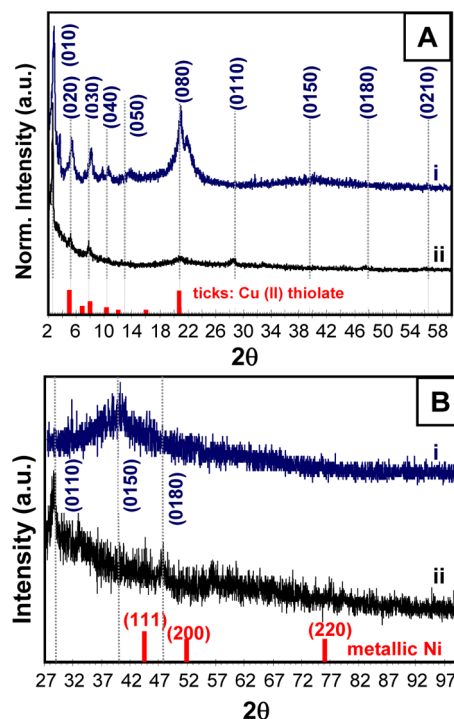 A
(010)
(020)
(030)
(040)
(050)
(080)
(0110)
(0150)
(0180)
(0210)
Norm. Intensity (a.u.)
i
ii
ticks: Cu (II) thiolate
2 6 10 14 18 22 26 30 34 38 42 46 50 54 58
2θ
B
i
(0110)
(0150)
(0180)
Intensity (a.u.)
ii
(111)
(200)
(220)
metallic Ni
27 32 37 42 47 52 57 62 67 72 77 82 87 92 97
2θ